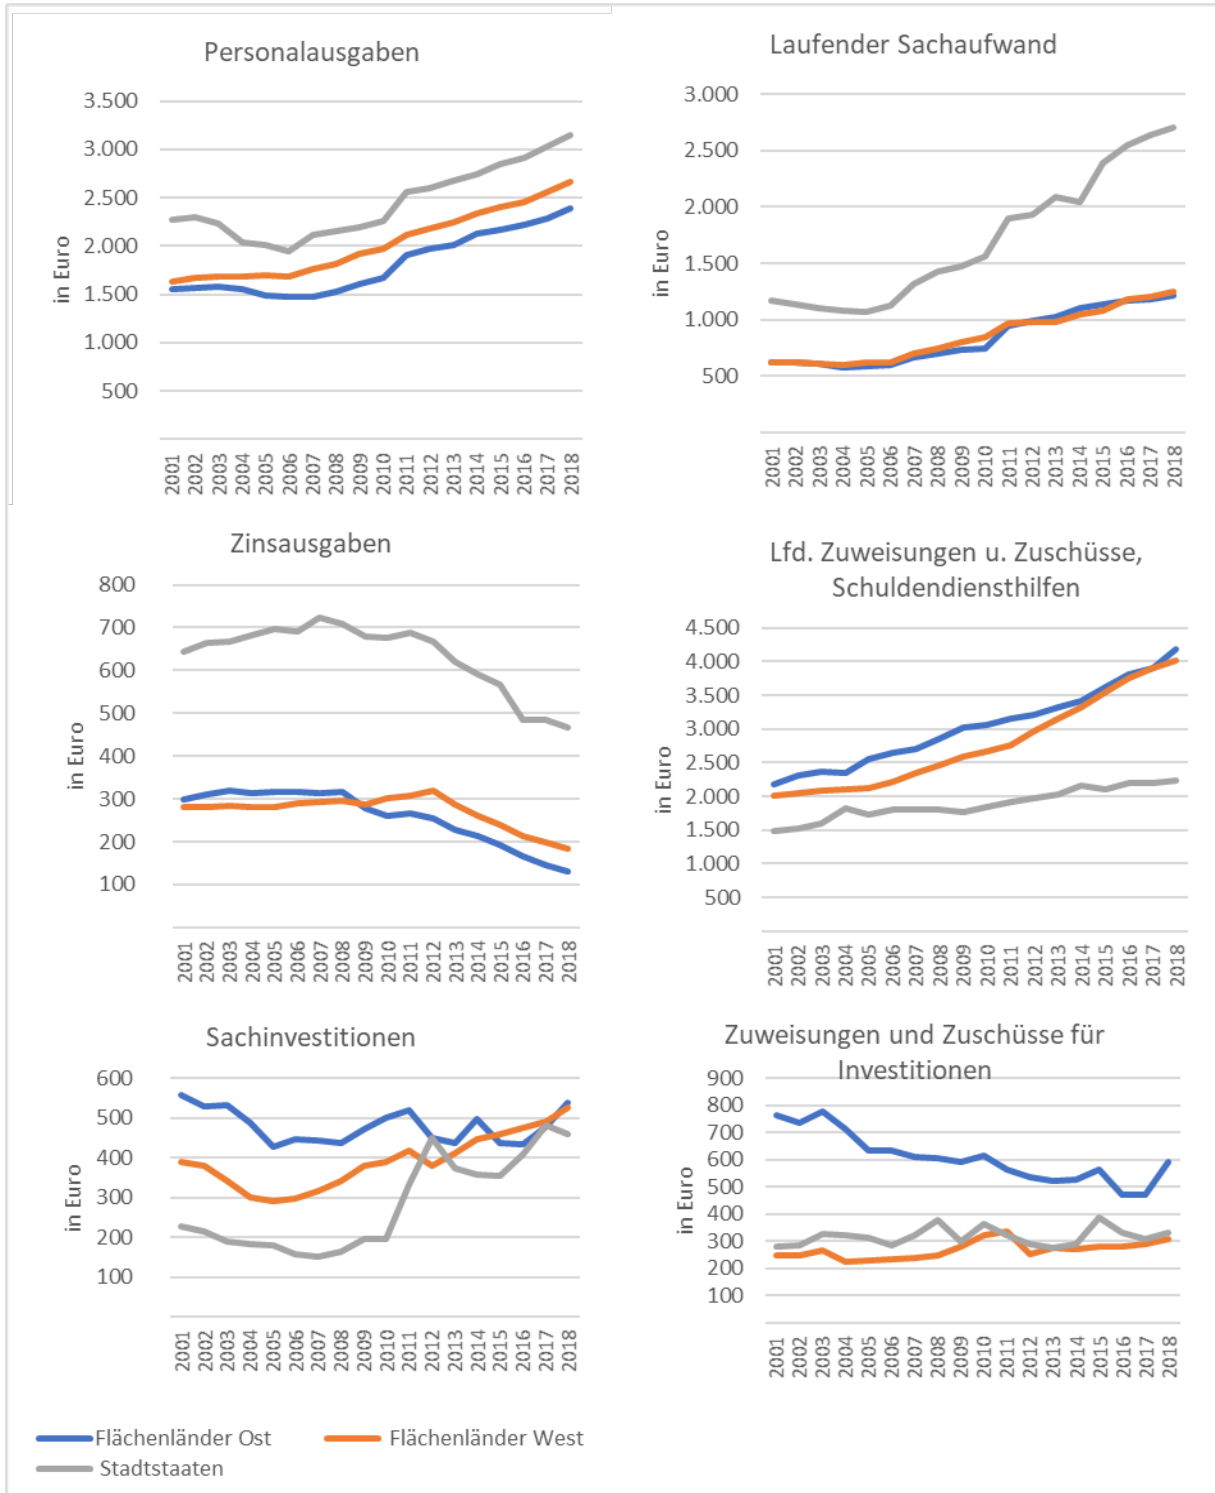 Personalausgaben
3.500
3.000
2.500
2.000
1.500
1.000
500
in Euro
2001 2002 2003 2004 2005 2006 2007 2008 2009 2010 2011 2012 2013 2014 2015 2016 2017 2018
Laufender Sachaufwand
3.000
2.500
2.000
1.500
1.000
500
in Euro
2001 2002 2003 2004 2005 2006 2007 2008 2009 2010 2011 2012 2013 2014 2015 2016 2017 2018
Zinsausgaben
800
700
600
500
400
300
200
100
in Euro
2001 2002 2003 2004 2005 2006 2007 2008 2009 2010 2011 2012 2013 2014 2015 2016 2017 2018
Lfd. Zuweisungen u. Zuschüsse,
Schuldendiensthilfen
4.500
4.000
3.500
3.000
2.500
2.000
1.500
1.000
500
in Euro
2001 2002 2003 2004 2005 2006 2007 2008 2009 2010 2011 2012 2013 2014 2015 2016 2017 2018
Sachinvestitionen
600
500
400
300
200
100
in Euro
2001 2002 2003 2004 2005 2006 2007 2008 2009 2010 2011 2012 2013 2014 2015 2016 2017 2018
Zuweisungen und Zuschüsse für
Investitionen
900
800
700
600
500
400
300
200
100
in Euro
2001 2002 2003 2004 2005 2006 2007 2008 2009 2010 2011 2012 2013 2014 2015 2016 2017 2018
Flächenländer Ost
Flächenländer West
Stadtstaaten